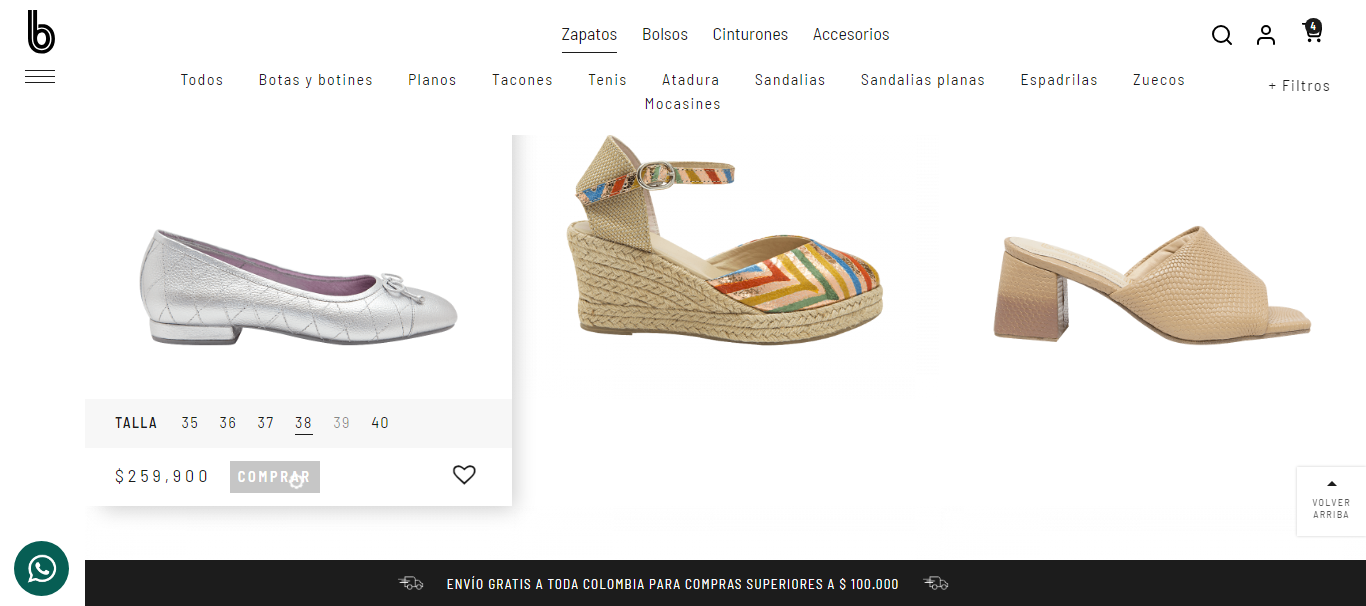 b
Zapatos Bolsos Cinturones Accesorios
4
Todos Botas y botines Planos Tacones Tenis Atadura Sandalias Sandalias planas Espadrilas Zuecos
Mocasines
+ Filtros
TALLA 35 36 37 38 39 40
$259,900 COMPRAR
VOLVER
ARRIBA
ENVÍO GRATIS A TODA COLOMBIA PARA COMPRAS SUPERIORES A $ 100.000